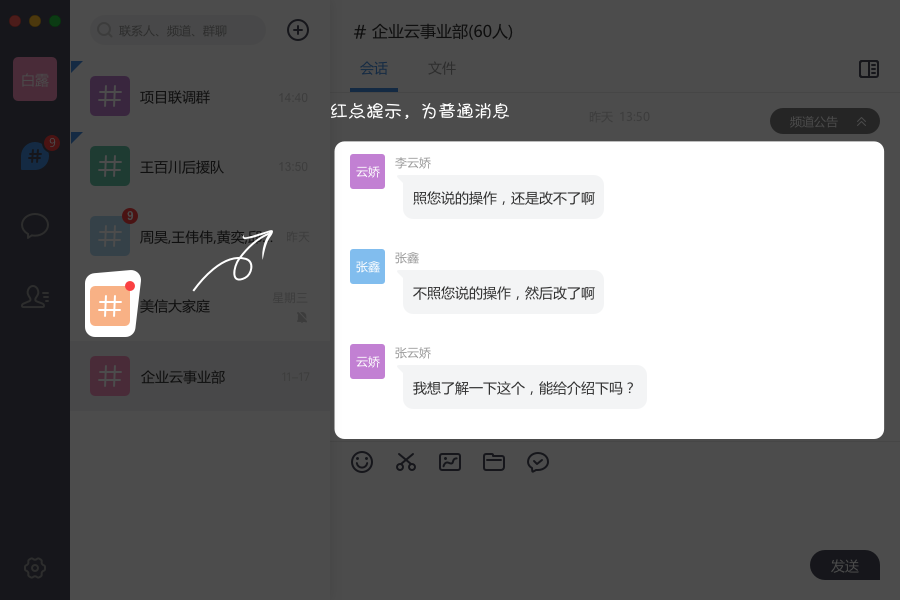 白露
9
联系人、频道、群聊
项目联调群
14:40
王百川后援队
13:50
9
周昊,王伟伟,黄奕,
昨天
美信大家庭
星期三
企业云事业部
11-17
# 企业云事业部(60人)
会话
文件
红点提示，为普通消息
昨天 13:50
频道公告
云娇
李云娇
照您说的操作，还是改不了啊
张鑫
张鑫
不照您说的操作，然后改了啊
云娇
张云娇
我想了解一下这个，能给介绍下吗？
发送